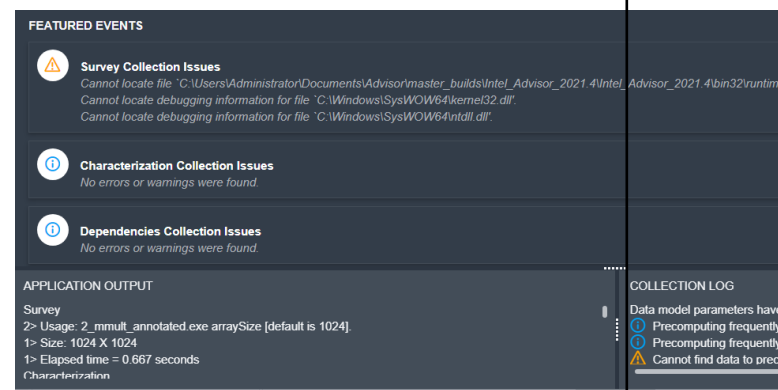 FEATURED EVENTS
Survey Collection Issues
Cannot locate file `C:\Users\Administrator\Documents\Advisor\master_builds\Intel_Advisor_2021.4\Intel_Advisor_2021.4\bin32\runtim
Cannot locate debugging information for file `C:\Windows\SysWOW64\kernel32.dll'.
Cannot locate debugging information for file `C:\Windows\SysWOW64\ntdll.dll'.
Characterization Collection Issues
No errors or warnings were found.
Dependencies Collection Issues
No errors or warnings were found.
APPLICATION OUTPUT
Survey
2> Usage: 2_mmult_annotated.exe arraySize [default is 1024].
1> Size: 1024 X 1024
1> Elapsed time = 0.667 seconds
Characterization
COLLECTION LOG
Data model parameters have
Precomputing frequently
Precomputing frequently
Cannot find data to prec